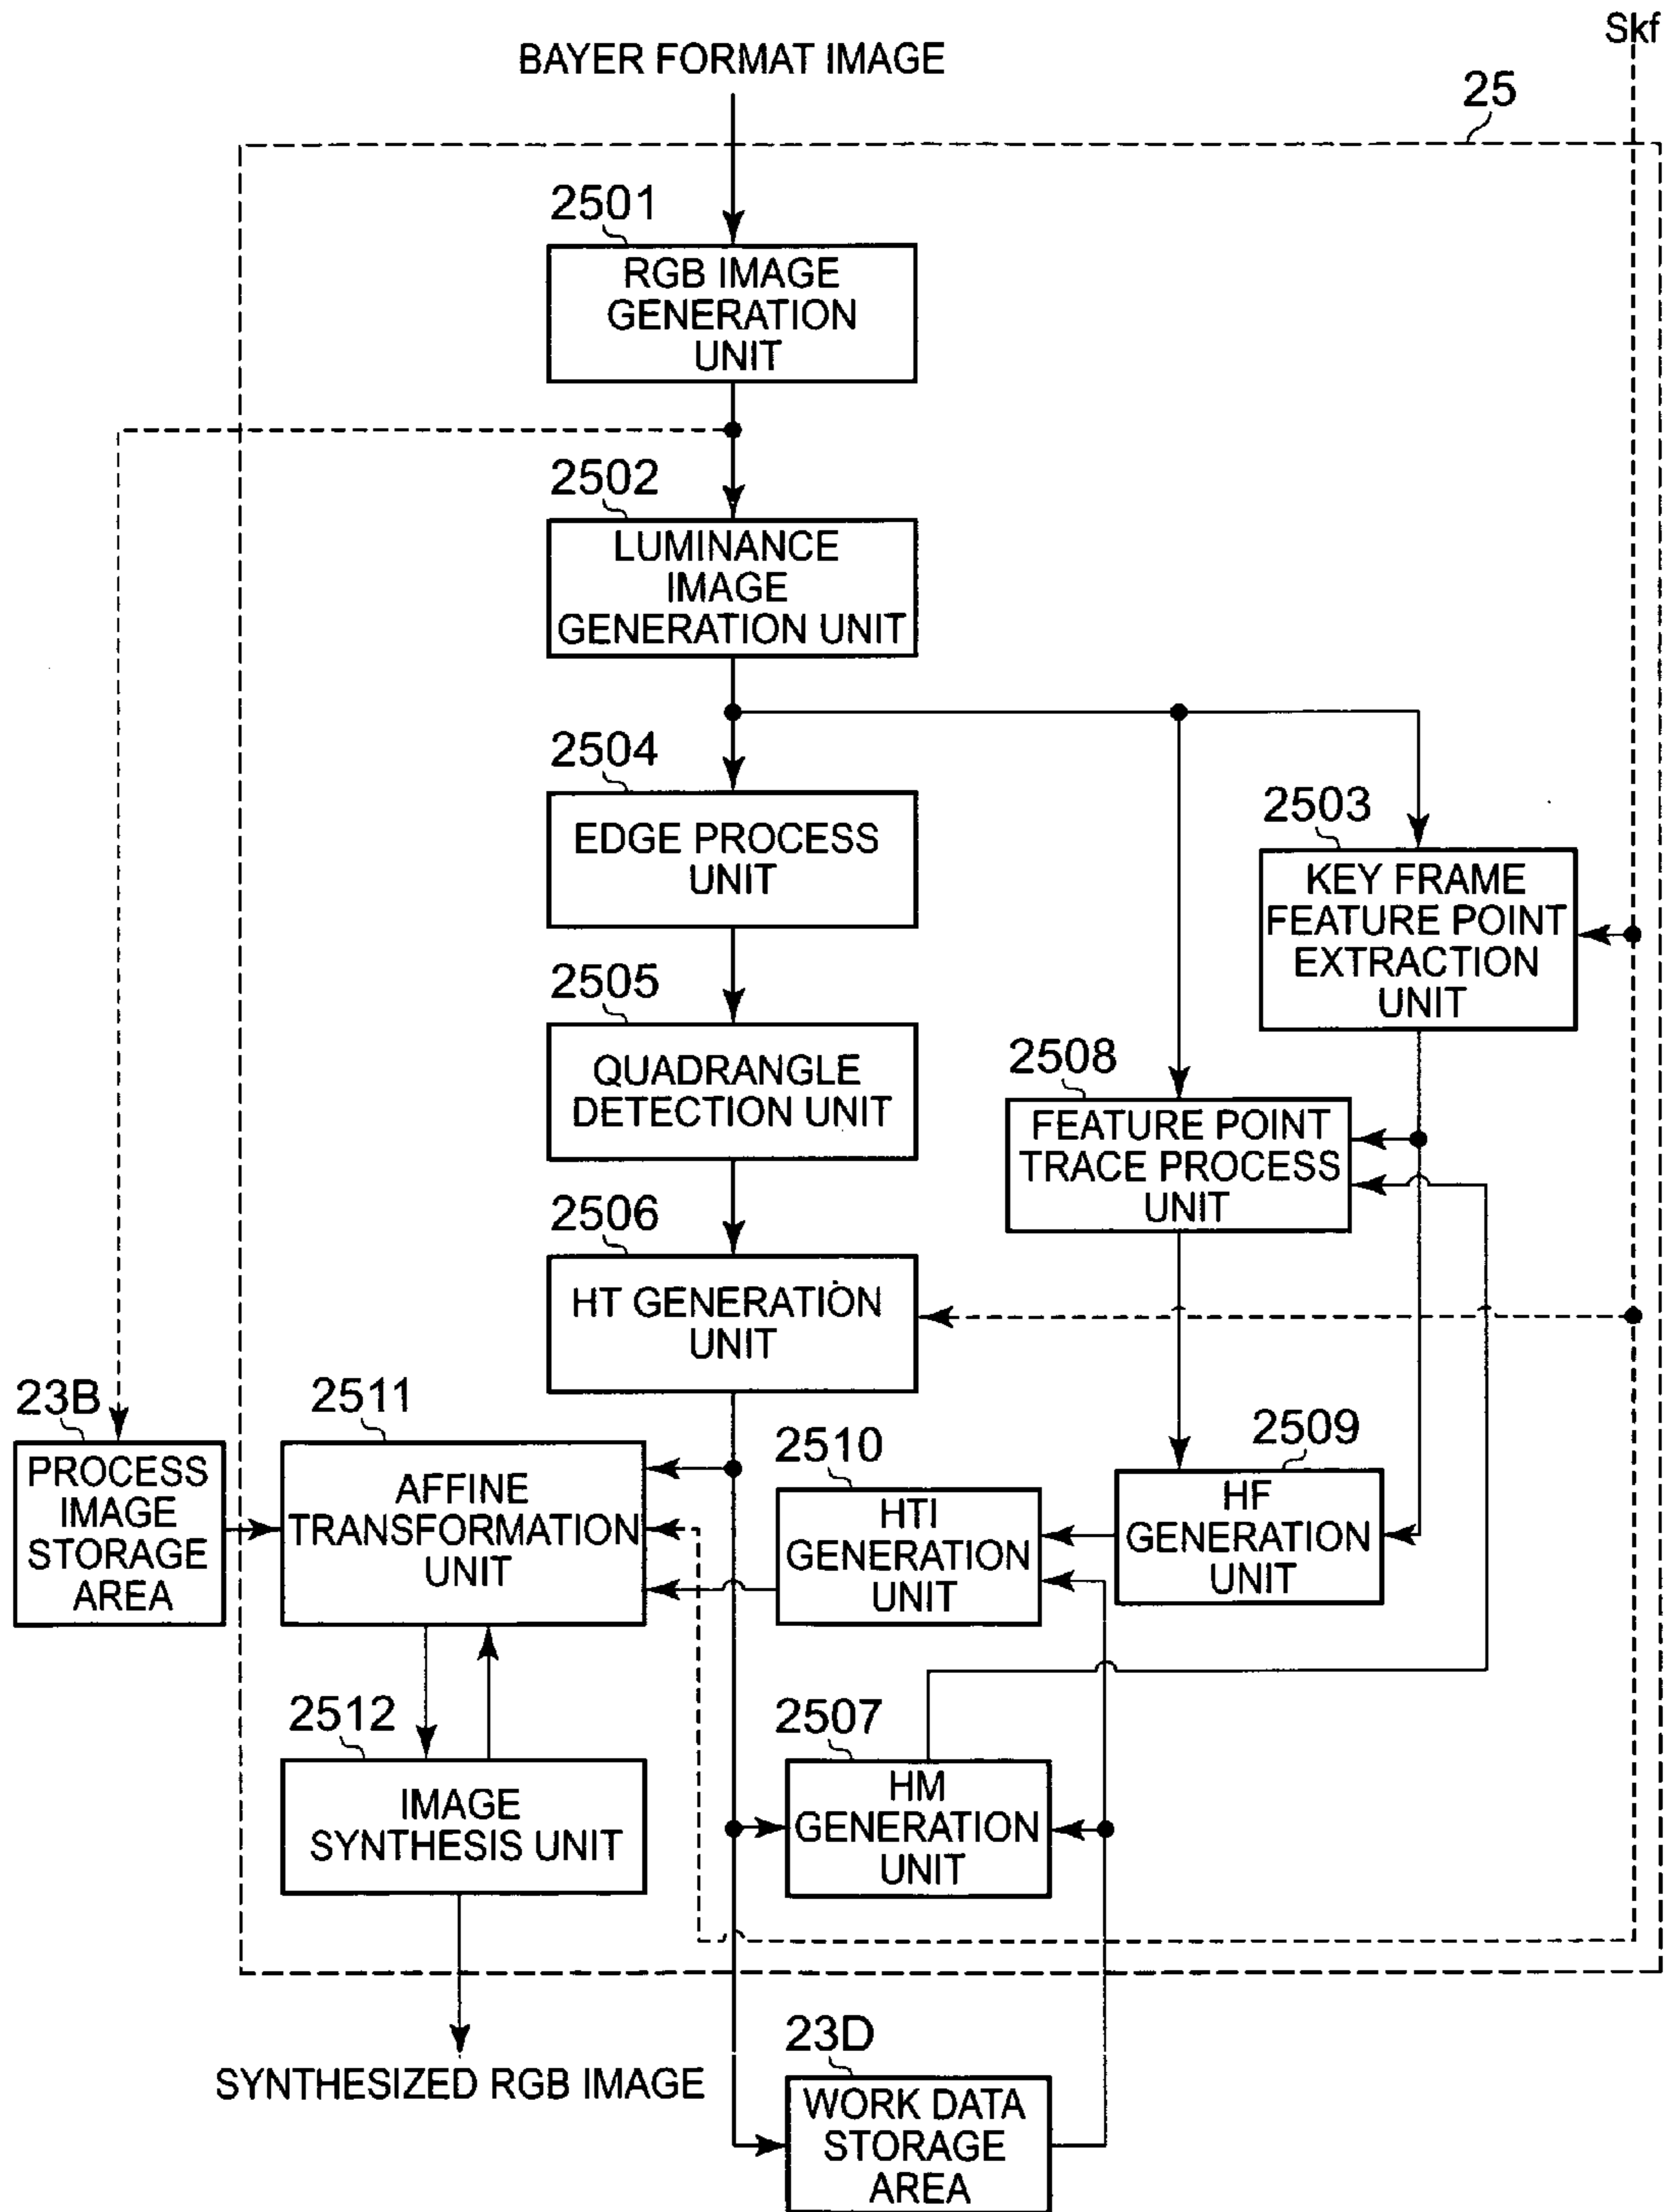 Skf
BAYER FORMAT IMAGE
25
2501
RGB IMAGE
GENERATION
UNIT
2502
LUMINANCE
IMAGE
GENERATION UNIT
2504
EDGE PROCESS
UNIT
2503
KEY FRAME
FEATURE POINT
EXTRACTION
UNIT
2505
QUADRANGLE
DETECTION UNIT
2508
FEATURE POINT
TRACE PROCESS
UNIT
2506
HT GENERATION
UNIT
23B
PROCESS
IMAGE
STORAGE
AREA
2511
AFFINE
TRANSFORMATION
UNIT
2510
HTI
GENERATION
UNIT
2509
HF
GENERATION
UNIT
2512
IMAGE
SYNTHESIS UNIT
2507
HM
GENERATION
UNIT
SYNTHESIZED RGB IMAGE
23D
WORK DATA
STORAGE
AREA